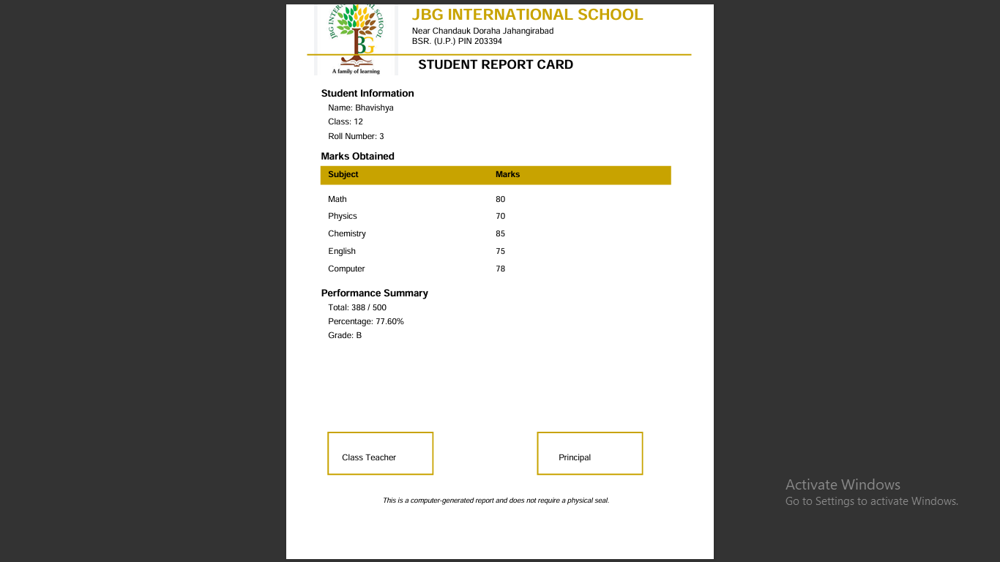 JBG INTERNATIONAL SCHOOL
JBG INTERNATIONAL SCHOOL
Near Chandauk Doraha Jahangirabad
BSR. (U.P.) PIN 203394
BG
A family of learning
STUDENT REPORT CARD
Student Information
Name: Bhavishya
Class: 12
Roll Number: 3
Marks Obtained
Subject Marks
Math 80
Physics 70
Chemistry 85
English 75
Computer 78
Performance Summary
Total: 388 / 500
Percentage: 77.60%
Grade: B
Class Teacher Principal
This is a computer-generated report and does not require a physical seal.
Activate Windows
Go to Settings to activate Windows.